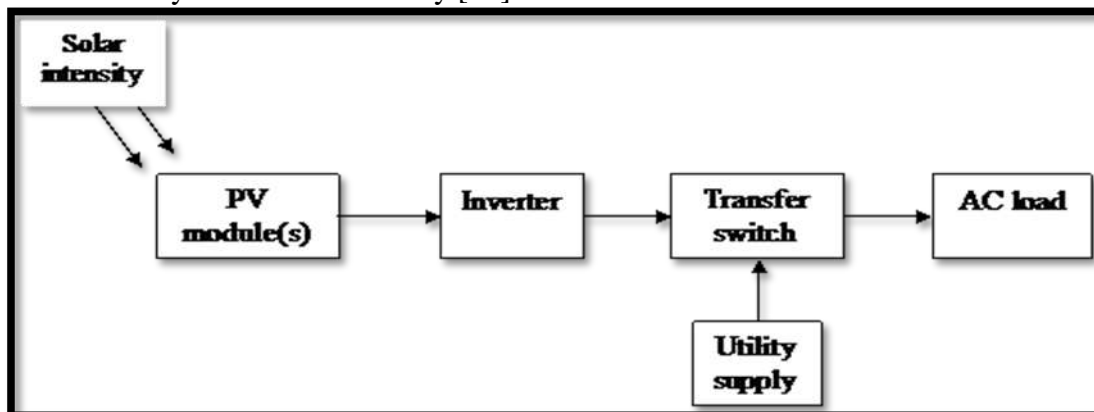 Solar
intensity
PV
module(s)
Inverter
Transfer
switch
AC load
Utility
supply